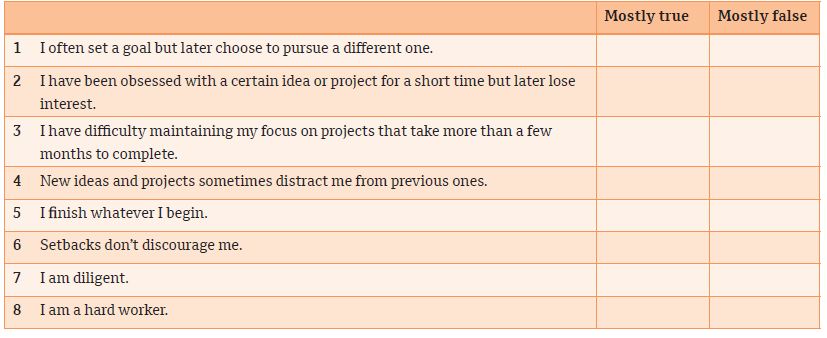 Mostly true Mostly false
1 I often set a goal but later choose to pursue a different one.
2 I have been obsessed with a certain idea or project for a short time but later lose
interest.
3 I have difficulty maintaining my focus on projects that take more than a few
months to complete.
4 New ideas and projects sometimes distract me from previous ones.
5 I finish whatever I begin.
6 Setbacks don’t discourage me.
7 I am diligent.
8 I am a hard worker.